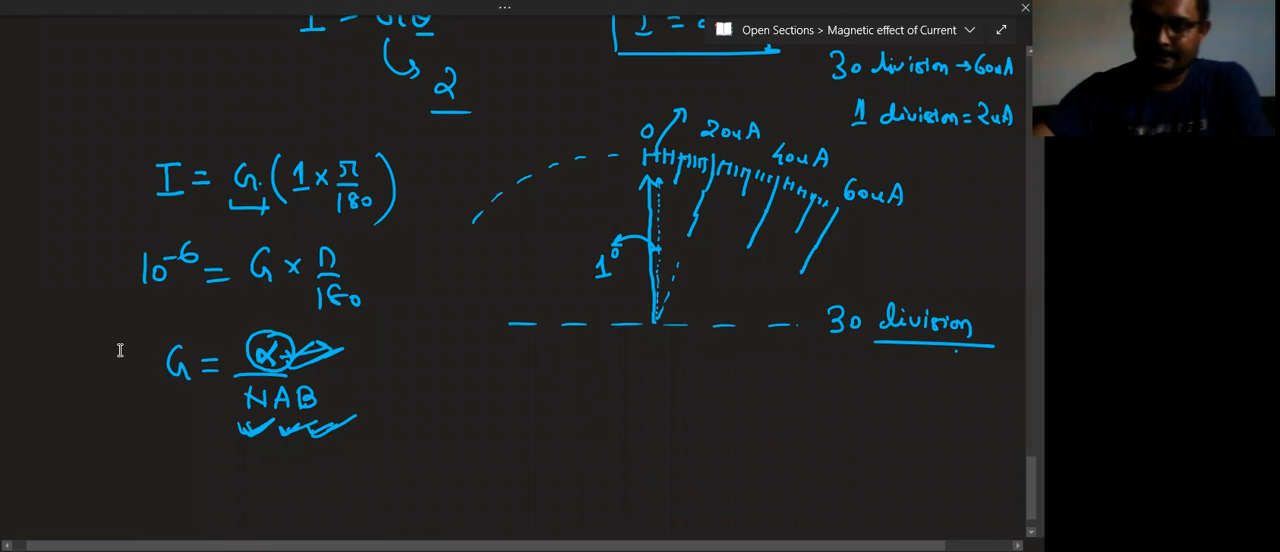 ...
Open Sections > Magnetic effect of Current
I =
I =
30 division → 60uA
2
1 division = 2uA
0
20uA
40uA
60uA
I = G. (1 × π/180)
1°
10⁻⁶ = G × π/180
30 division
G = α/NAB